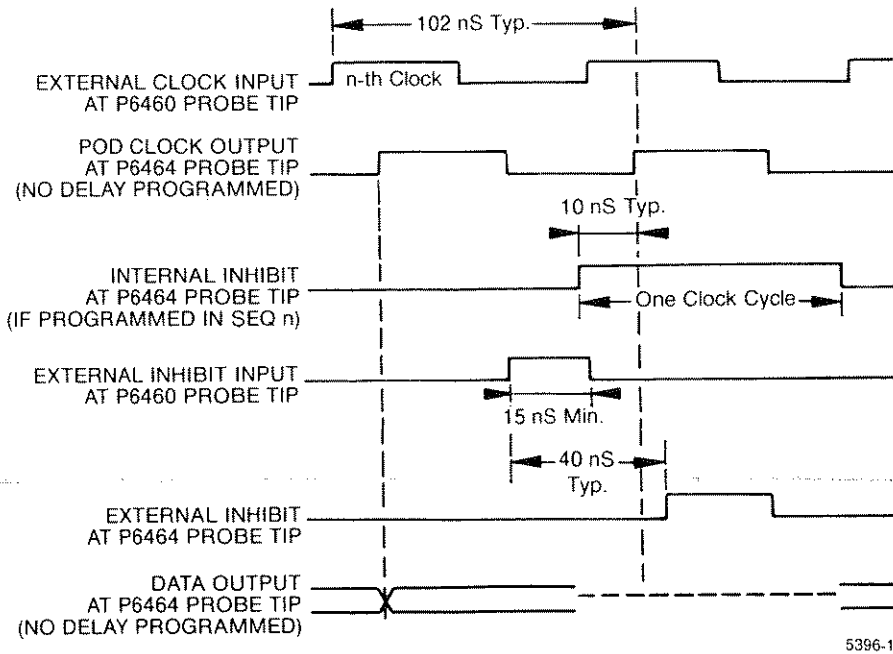 102 nS Typ.
EXTERNAL CLOCK INPUT
AT P6460 PROBE TIP
n-th Clock
POD CLOCK OUTPUT
AT P6464 PROBE TIP
(NO DELAY PROGRAMMED)
10 nS Typ.
INTERNAL INHIBIT
AT P6464 PROBE TIP
(IF PROGRAMMED IN SEQ n)
One Clock Cycle
EXTERNAL INHIBIT INPUT
AT P6460 PROBE TIP
15 nS Min.
40 nS
Typ.
EXTERNAL INHIBIT
AT P6464 PROBE TIP
DATA OUTPUT
AT P6464 PROBE TIP
(NO DELAY PROGRAMMED)
5396-1